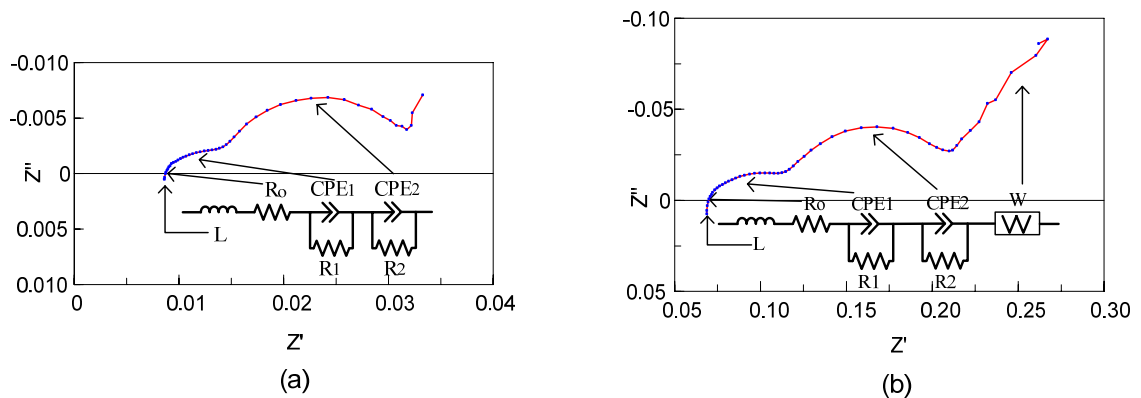 -0.010
-0.005
0
0.005
0.010
Z''
0
0.01
0.02
0.03
0.04
Z'
Ro
CPE1
CPE2
L
R1
R2
(a)
-0.10
-0.05
0
0.05
Z''
0.05
0.10
0.15
0.20
0.25
0.30
Z'
Ro
CPE1
CPE2
W
L
R1
R2
(b)